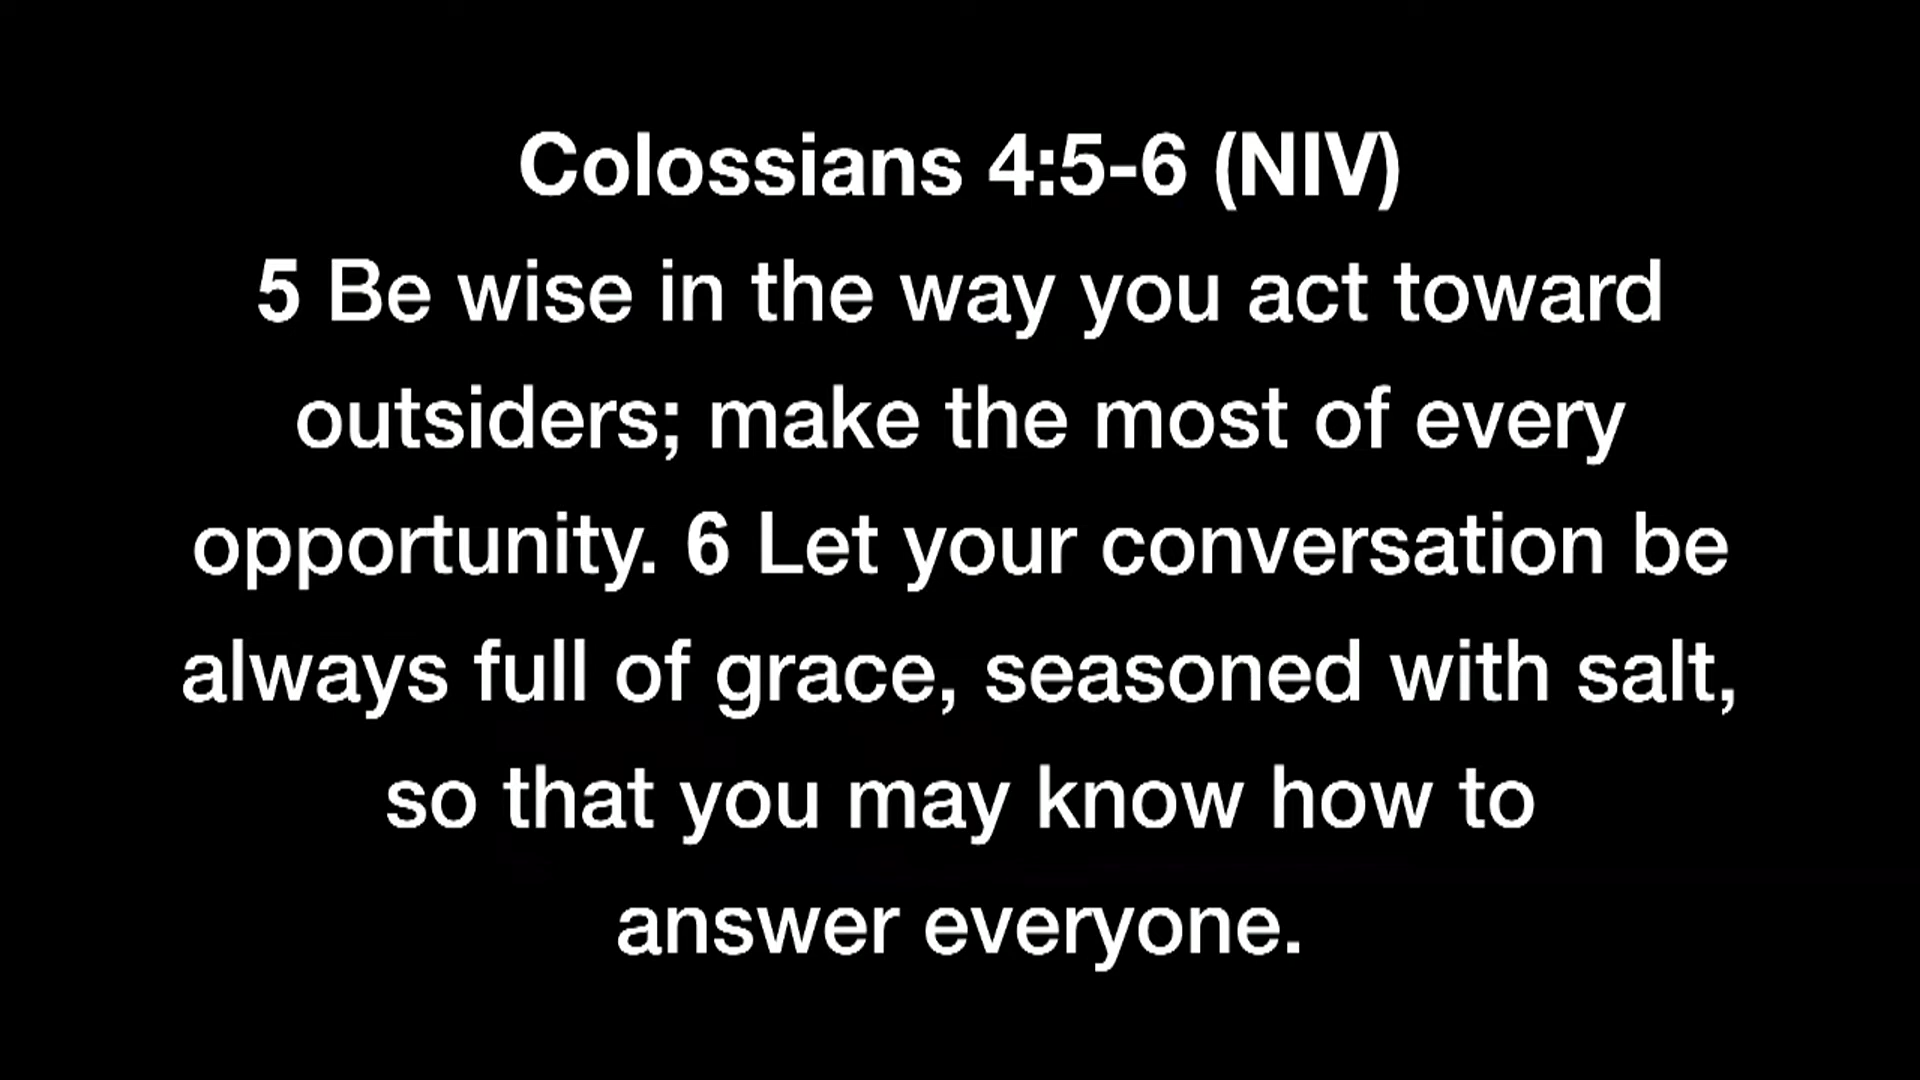 Colossians 4:5-6 (NIV)
5 Be wise in the way you act toward
outsiders; make the most of every
opportunity. 6 Let your conversation be
always full of grace, seasoned with salt,
so that you may know how to
answer everyone.